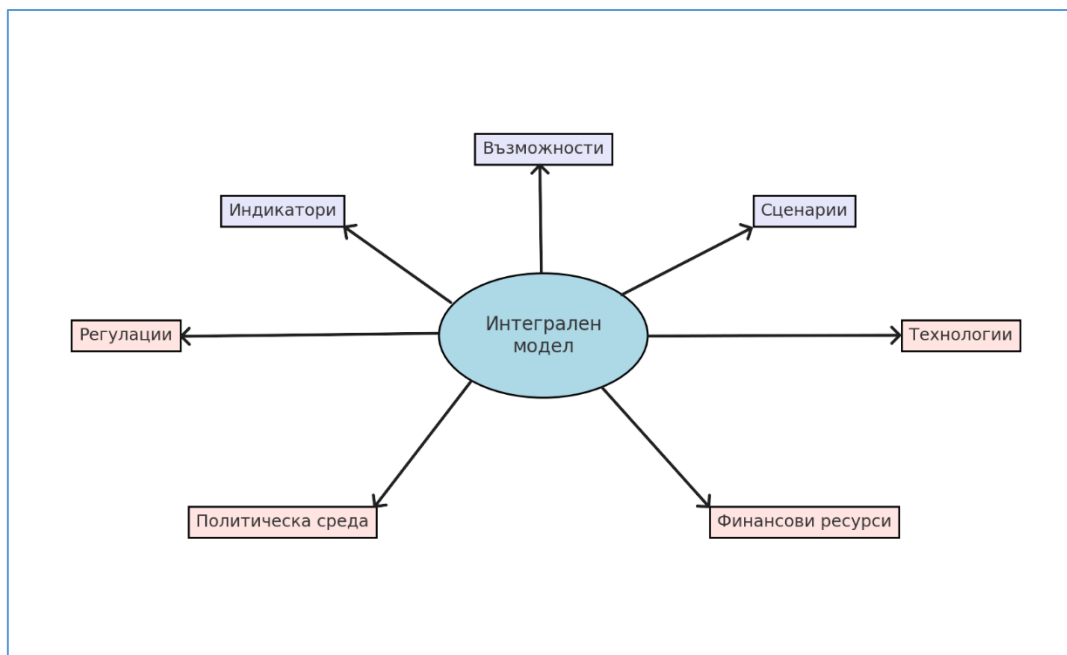 Възможности
Индикатори
Сценарии
Интегрален
модел
Регулации
Технологии
Политическа среда
Финансови ресурси